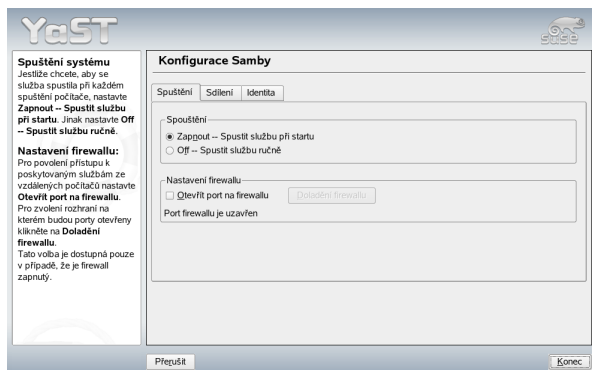 YaST
SUSE
Spuštění systému
Jestliže chcete, aby se
služba spustila při každém
spuštění počítače, nastavte
Zapnout -- Spustit službu
při startu. Jinak nastavte Off
-- Spustit službu ručně.
Nastavení firewallu:
Pro povolení přístupu k
poskytovaným službám ze
vzdálených počítačů nastavte
Otevřít port na firewallu.
Pro zvolení rozhraní na
kterém budou porty otevřeny
klikněte na Doladění
firewallu.
Tato volba je dostupná pouze
v případě, že je firewall
zapnutý.
Konfigurace Samby
Spuštění Sdílení Identita
Spouštění
Zapnout -- Spustit službu při startu
Off -- Spustit službu ručně
Nastavení firewallu
Otevřít port na firewallu Doladění firewallu
Port firewallu je uzavřen
Přerušit Konec